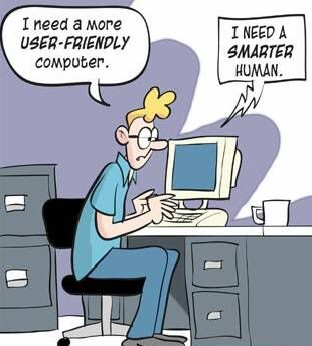 I need a more
USER-FRIENDLY
computer.
I NEED A
SMARTER
HUMAN.